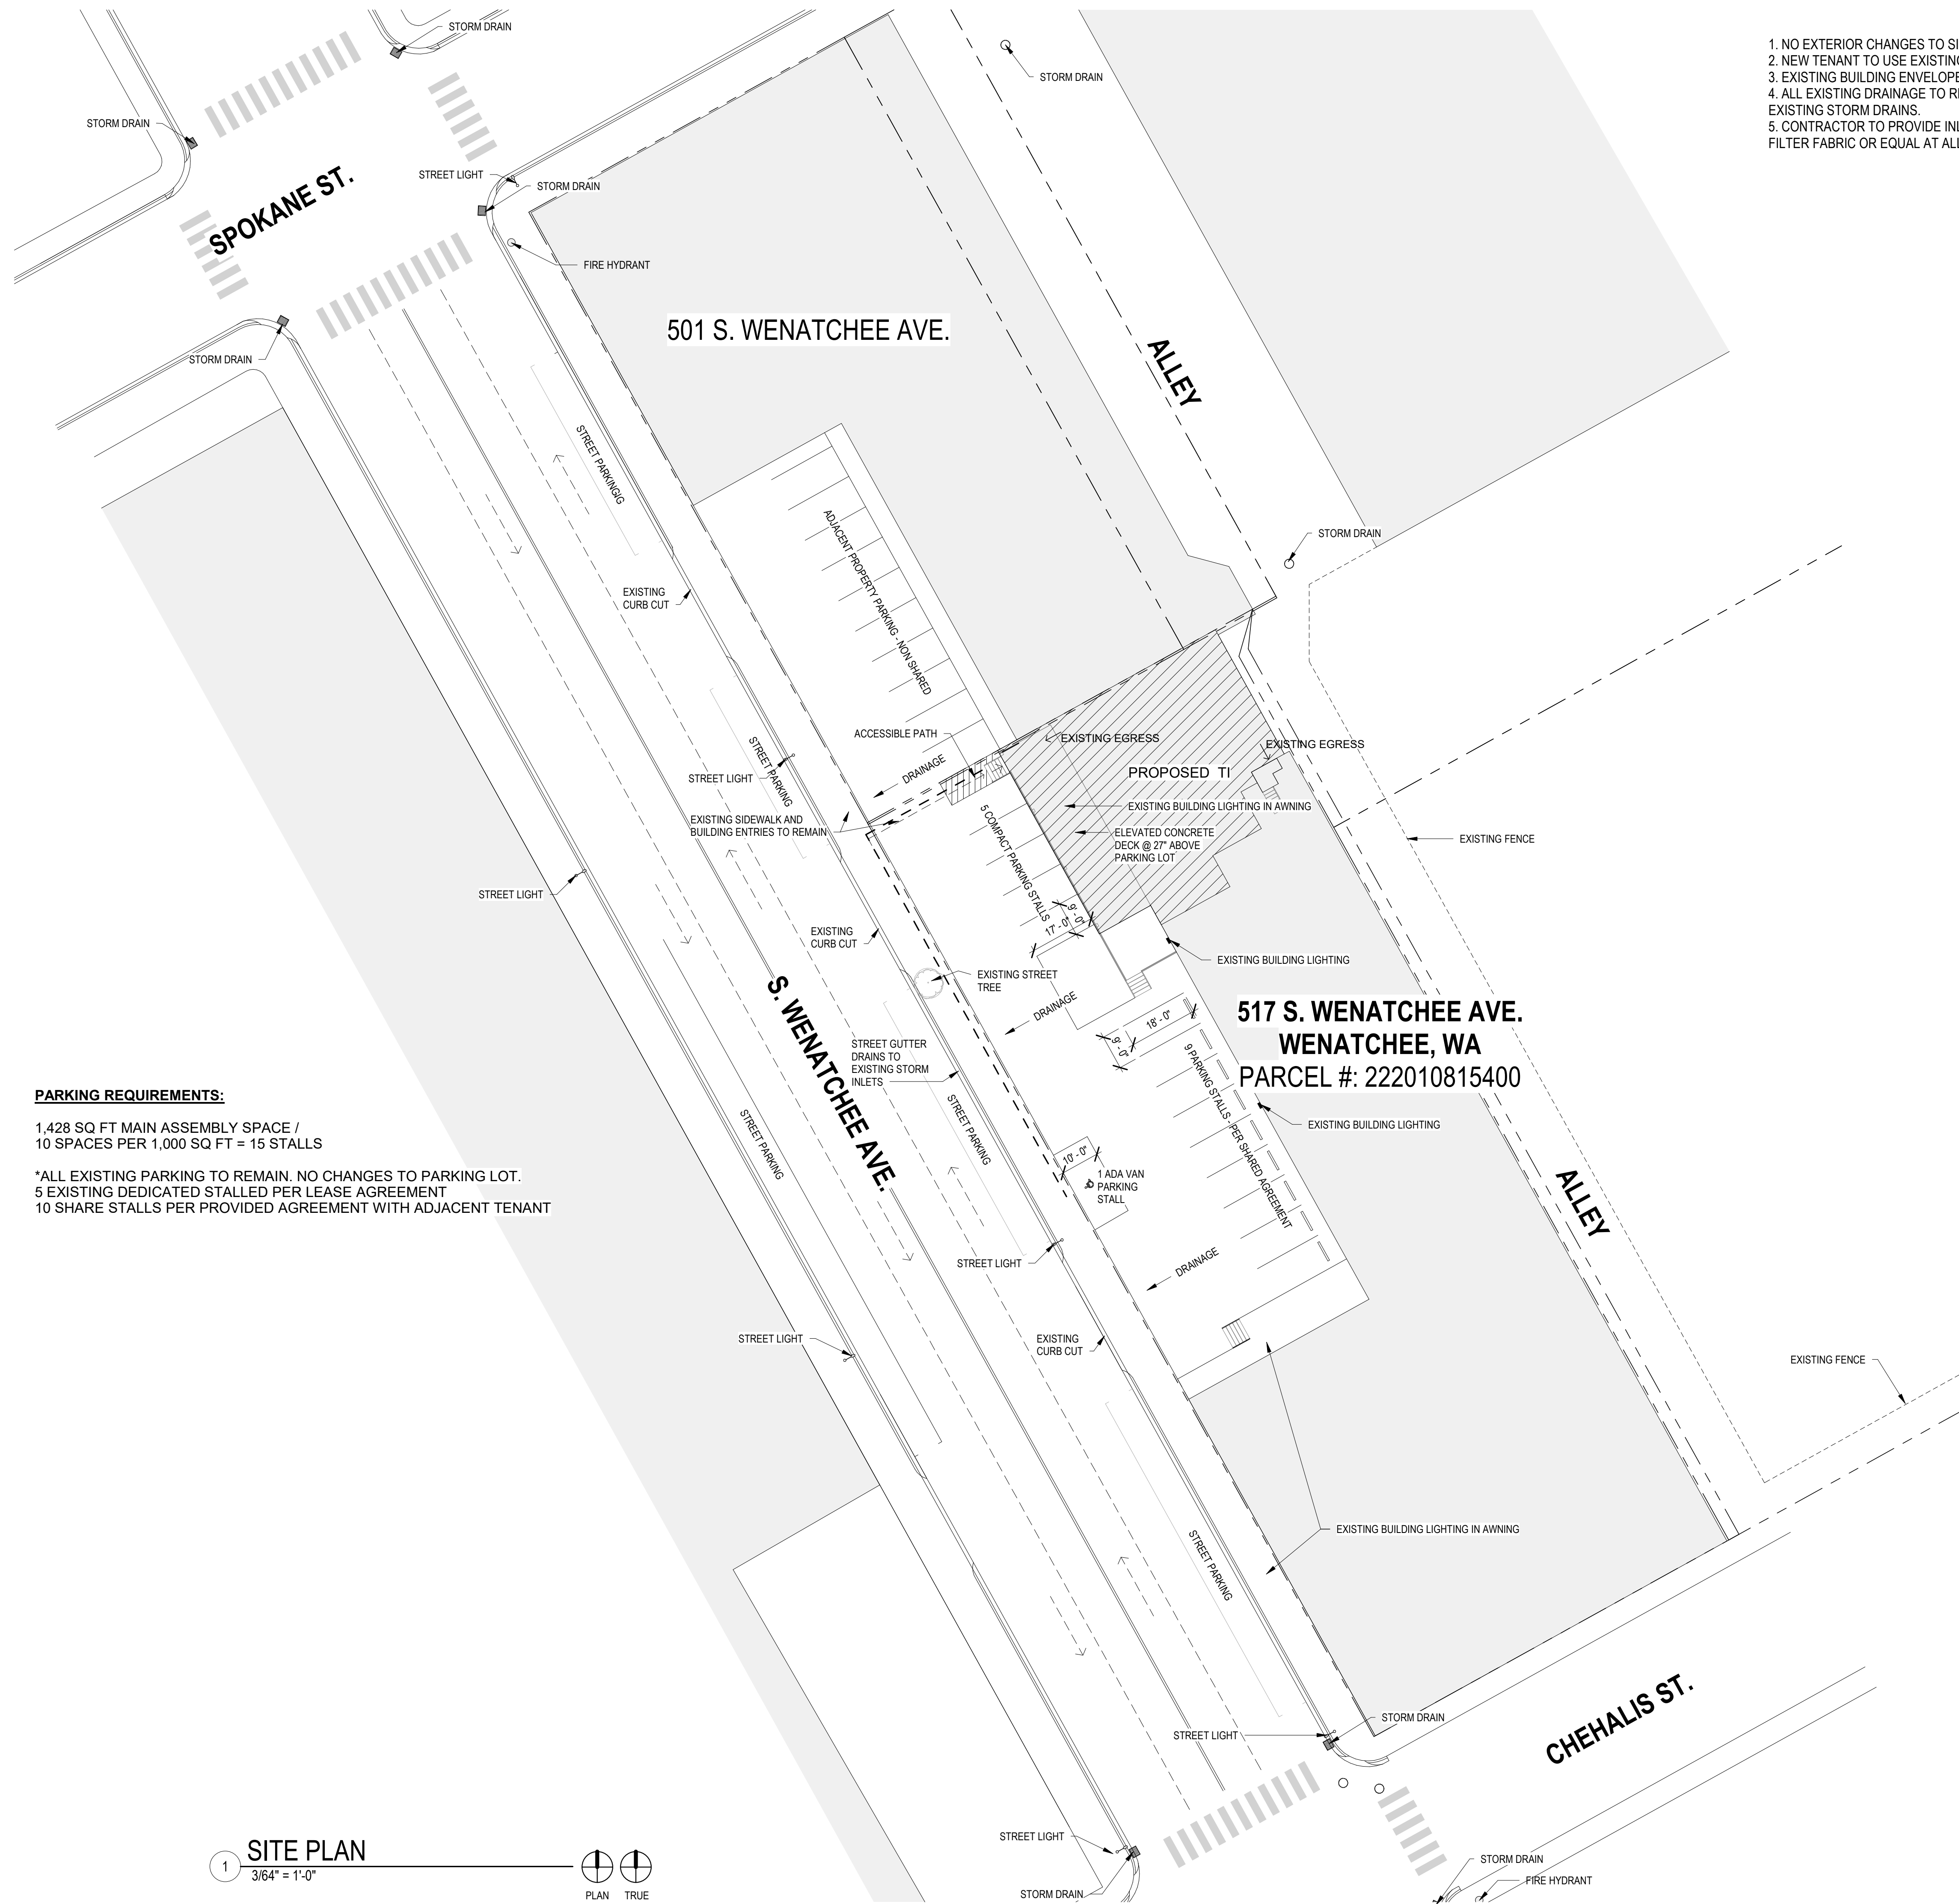 STORM DRAIN
STORM DRAIN
STORM DRAIN
1. NO EXTERIOR CHANGES TO SI
2. NEW TENANT TO USE EXISTING
3. EXISTING BUILDING ENVELOPE
4. ALL EXISTING DRAINAGE TO RE
EXISTING STORM DRAINS.
5. CONTRACTOR TO PROVIDE INL
FILTER FABRIC OR EQUAL AT ALL
SPOKANE ST.
STREET LIGHT
STORM DRAIN
FIRE HYDRANT
STORM DRAIN
501 S. WENATCHEE AVE.
ALLEY
STREET PARKINGIG
ADJACENT PROPERTY PARKING - NON SHARED
STORM DRAIN
EXISTING
CURB CUT
ACCESSIBLE PATH
EXISTING EGRESS
EXISTING EGRESS
STREET PARKING
STREET LIGHT
DRAINAGE
PROPOSED TI
EXISTING BUILDING LIGHTING IN AWNING
EXISTING SIDEWALK AND
BUILDING ENTRIES TO REMAIN
5 COMPACT PARKING STALLS
ELEVATED CONCRETE
DECK @ 27" ABOVE
PARKING LOT
EXISTING FENCE
STREET LIGHT
9' - 0"
17' - 0"
EXISTING
CURB CUT
EXISTING STREET
TREE
EXISTING BUILDING LIGHTING
S. WENATCHEE AVE.
DRAINAGE
18' - 0"
9' - 0"
517 S. WENATCHEE AVE.
WENATCHEE, WA
PARCEL #: 222010815400
STREET GUTTER
DRAINS TO
EXISTING STORM
INLETS
9 PARKING STALLS - PER SHARED AGREEMENT
EXISTING BUILDING LIGHTING
STREET PARKING
STREET PARKING
10' - 0"
1 ADA VAN
PARKING
STALL
ALLEY
PARKING REQUIREMENTS:
1,428 SQ FT MAIN ASSEMBLY SPACE /
10 SPACES PER 1,000 SQ FT = 15 STALLS
*ALL EXISTING PARKING TO REMAIN. NO CHANGES TO PARKING LOT.
5 EXISTING DEDICATED STALLED PER LEASE AGREEMENT
10 SHARE STALLS PER PROVIDED AGREEMENT WITH ADJACENT TENANT
STREET LIGHT
DRAINAGE
STREET LIGHT
EXISTING
CURB CUT
EXISTING FENCE
EXISTING BUILDING LIGHTING IN AWNING
STREET PARKING
CHEHALIS ST.
STREET LIGHT
STORM DRAIN
STREET LIGHT
STORM DRAIN
STORM DRAIN
FIRE HYDRANT
1
SITE PLAN
3/64" = 1'-0"
PLAN
TRUE